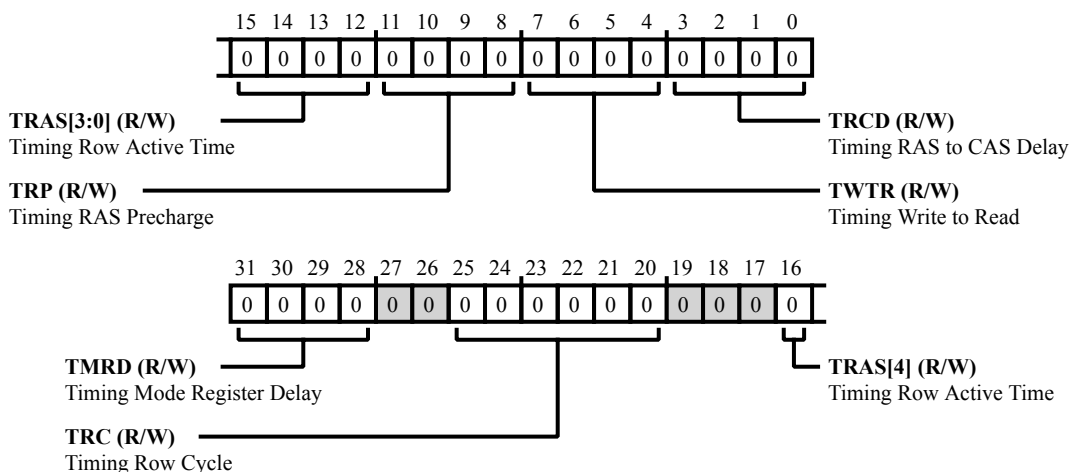 15 14 13 12 11 10 9 8 7 6 5 4 3 2 1 0
0 0 0 0 0 0 0 0 0 0 0 0 0 0 0 0
TRAS[3:0] (R/W)
Timing Row Active Time
TRCD (R/W)
Timing RAS to CAS Delay
TRP (R/W)
Timing RAS Precharge
TWTR (R/W)
Timing Write to Read
31 30 29 28 27 26 25 24 23 22 21 20 19 18 17 16
0 0 0 0 0 0 0 0 0 0 0 0 0 0 0 0
TMRD (R/W)
Timing Mode Register Delay
TRAS[4] (R/W)
Timing Row Active Time
TRC (R/W)
Timing Row Cycle